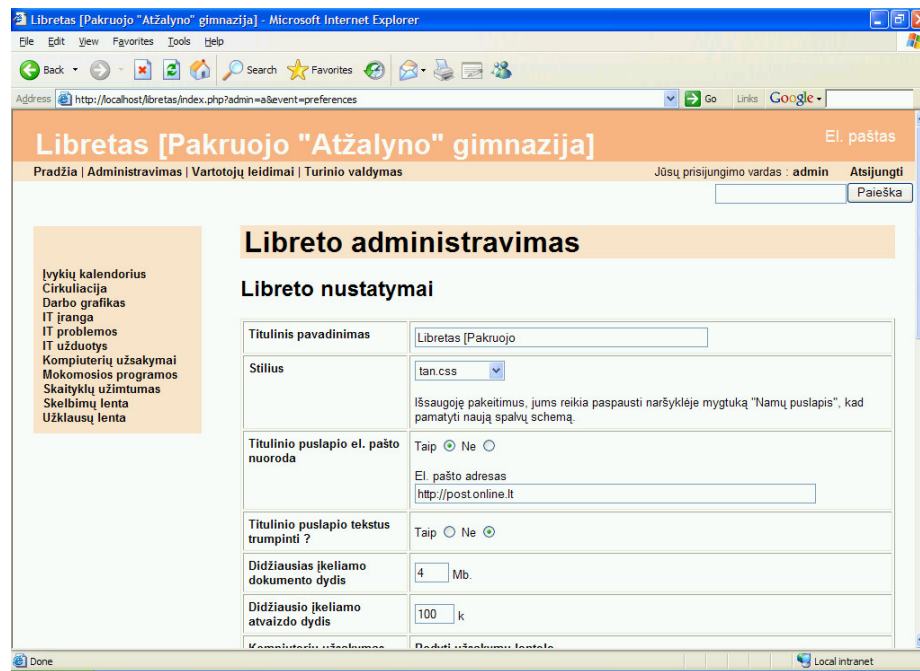 Libretas [Pakruojo "Atžalyno" gimnazija] - Microsoft Internet Explorer
File Edit View Favorites Tools Help
Back Search Favorites
Address http://localhost/libretas/index.php?admin=a&event=preferences Go Links Google
Libretas [Pakruojo "Atžalyno" gimnazija] El. paštas
Pradžia | Administravimas | Vartotojų leidimai | Turinio valdymas Jūsų prisijungimo vardas : admin Atsijungti
Paieška
Libreto administravimas
Įvykių kalendorius
Cirkuliacija
Darbo grafikas
IT įranga
IT problemos
IT užduotys
Kompiuterių užsakymai
Mokomosios programos
Skaityklų užimtumas
Skelbimų lenta
Užklausų lenta
Libreto nustatymai
Titulinis pavadinimas Libretas [Pakruojo
Stilius tan.css
Išsaugoję pakeitimus, jums reikia paspausti naršyklėje mygtuką "Namų puslapis", kad
pamatyti naują spalvų schemą.
Titulinio puslapio el. pašto
nuoroda
Taip Ne
El. pašto adresas
http://post.online.lt
Titulinio puslapio tekstus
trumpinti ?
Taip Ne
Didžiausias įkeliamo
dokumento dydis
4 Mb.
Didžiausio įkeliamo
atvaizdo dydis
100 k
Kompiuterių užsakymas Rodyti užsakymų lentelę
Done Local intranet